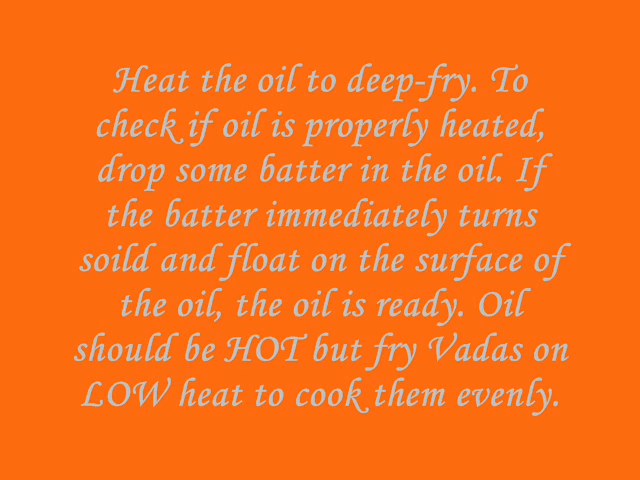 Heat the oil to deep-fry. To
check if oil is properly heated,
drop some batter in the oil. If
the batter immediately turns
soild and float on the surface of
the oil, the oil is ready. Oil
should be HOT but fry Vadas on
LOW heat to cook them evenly.